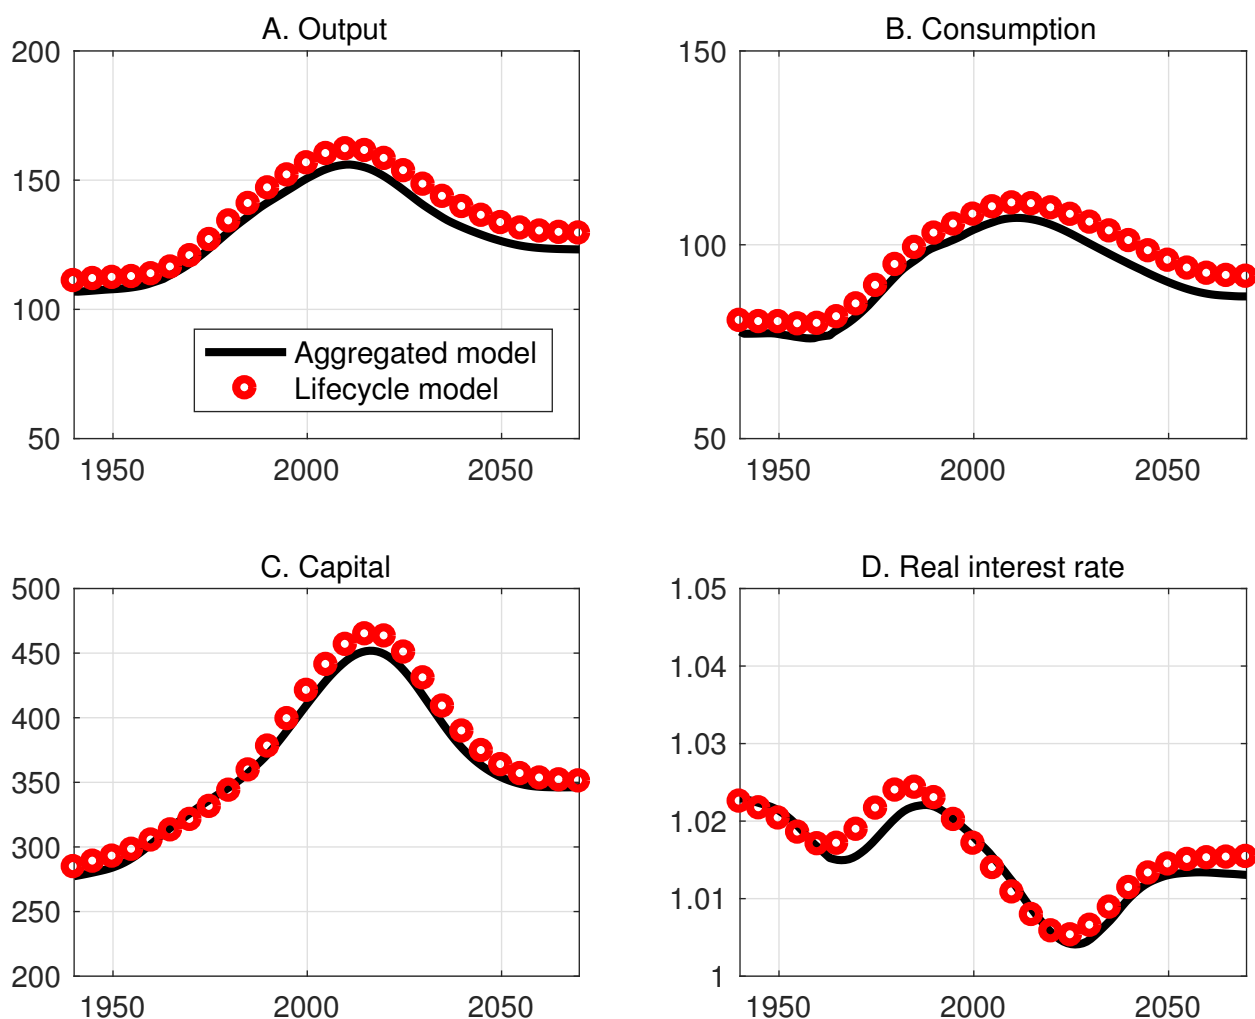 A. Output
200
150
100
50
1950 2000 2050
Aggregated model
Lifecycle model
B. Consumption
150
100
50
1950 2000 2050
C. Capital
500
450
400
350
300
250
200
1950 2000 2050
D. Real interest rate
1.05
1.04
1.03
1.02
1.01
1
1950 2000 2050